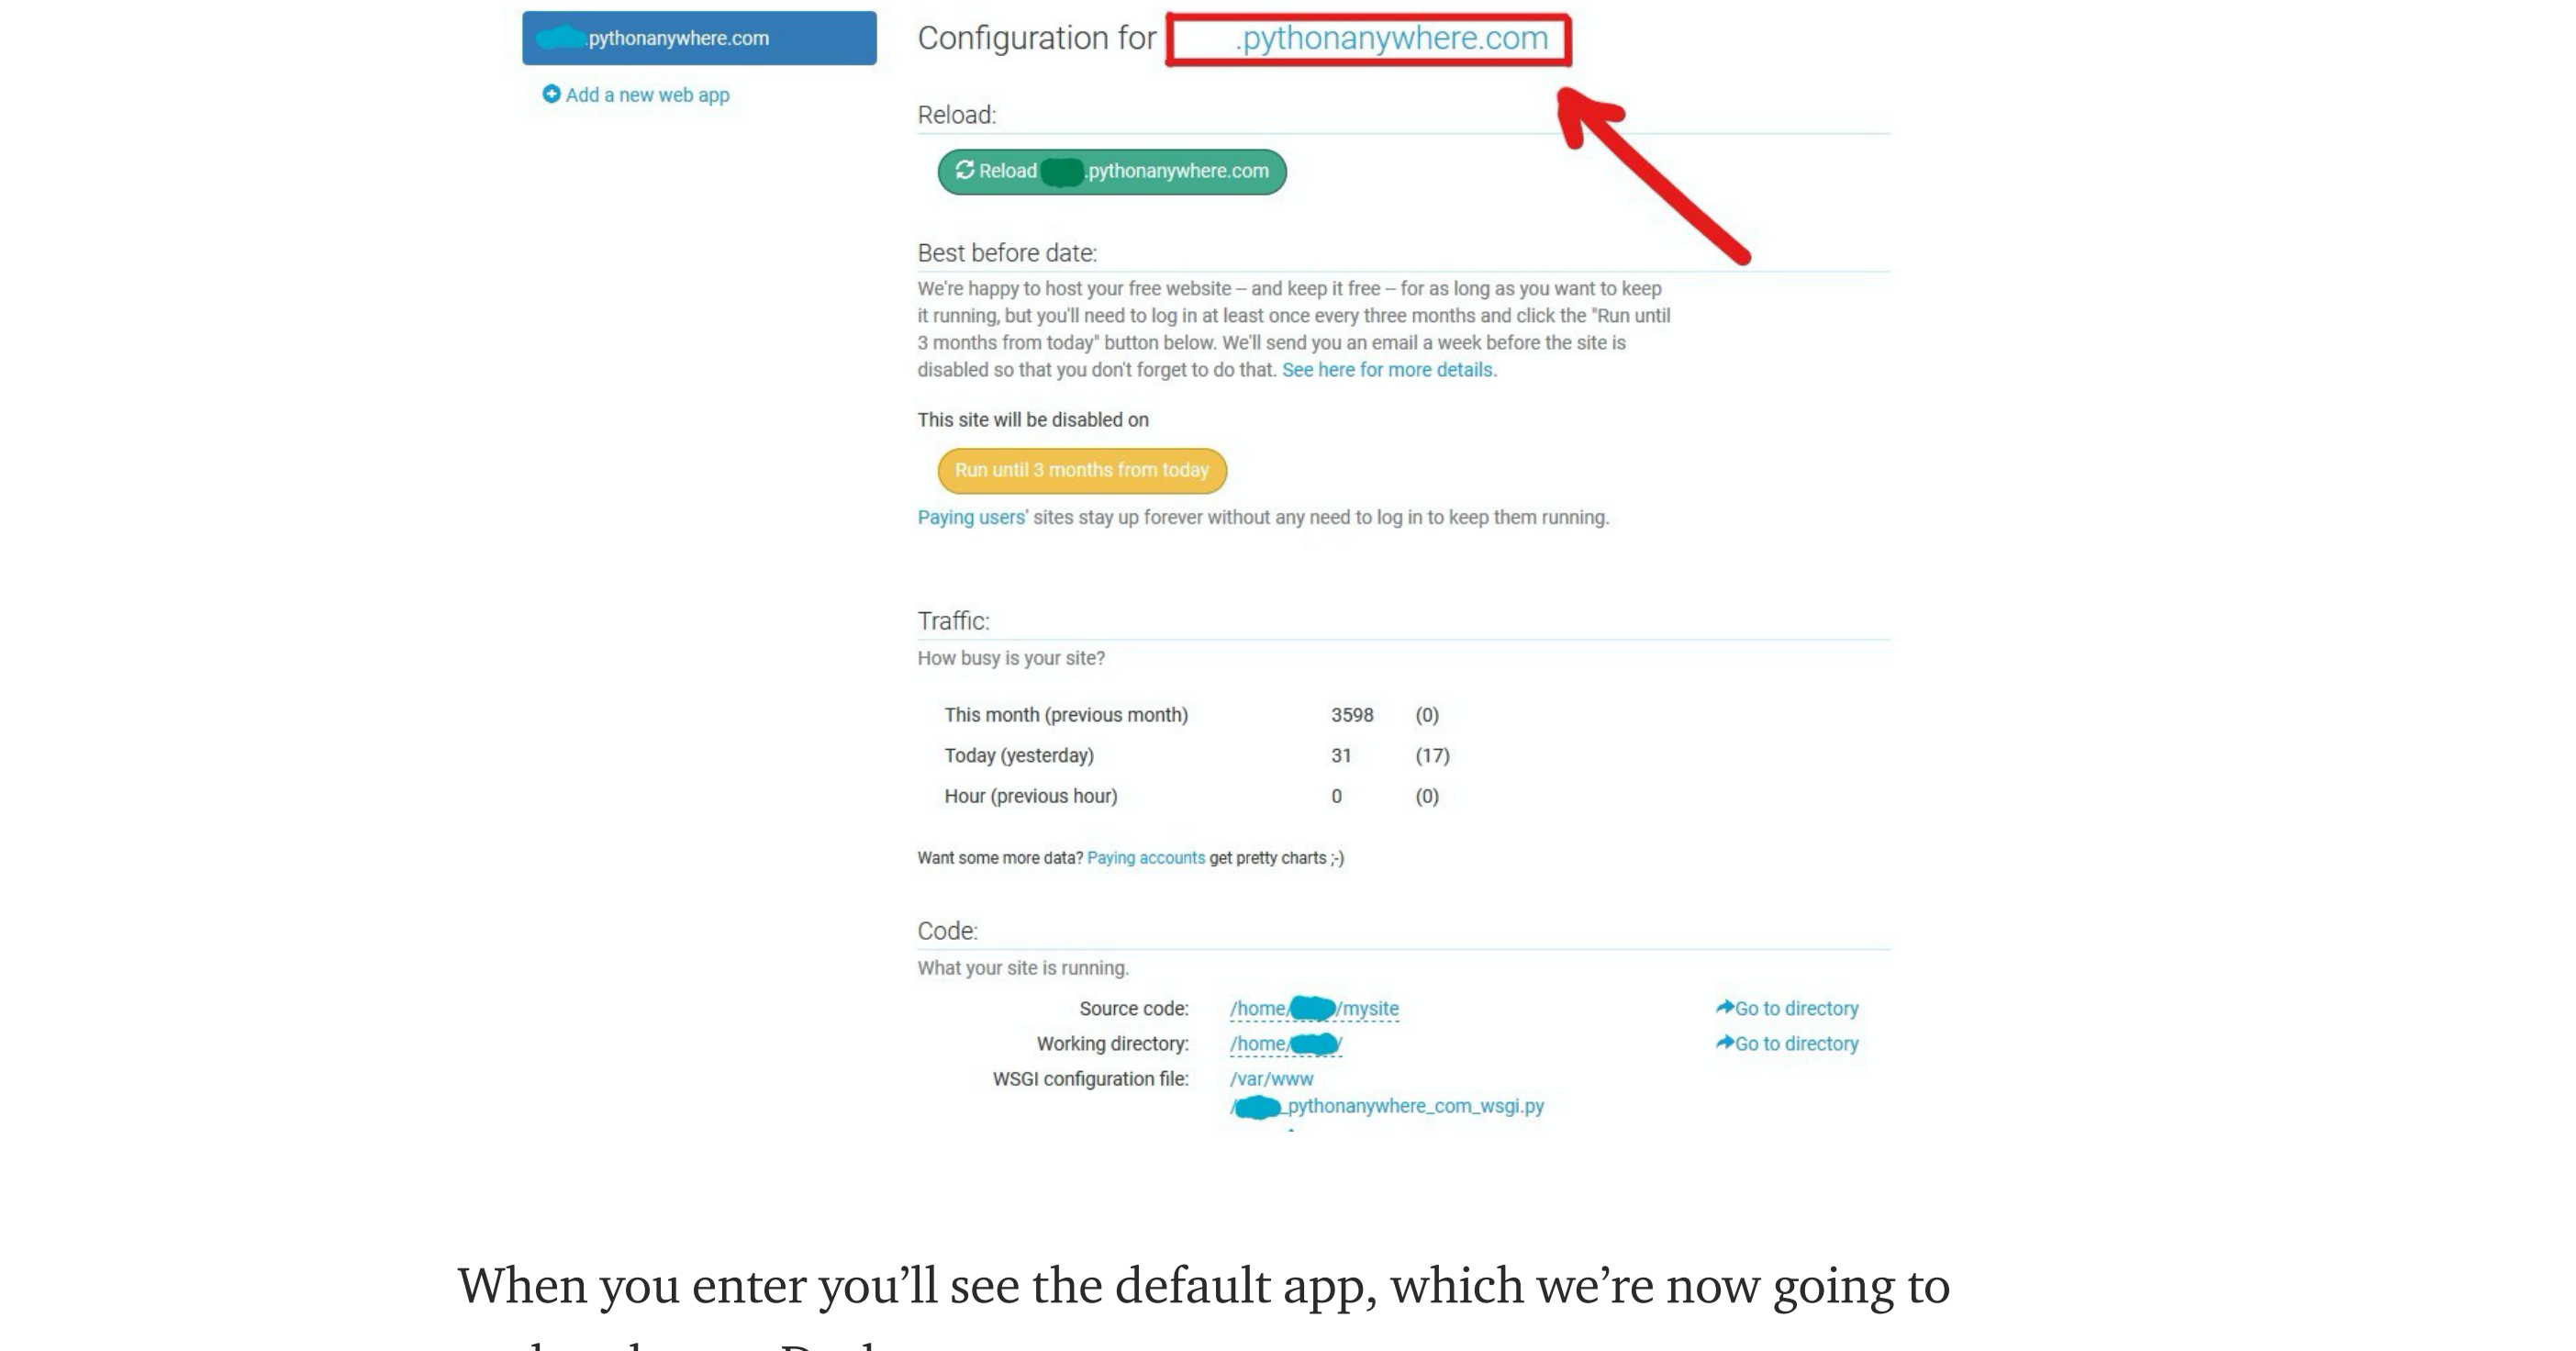 .pythonanywhere.com
Add a new web app
Configuration for .pythonanywhere.com
Reload:
Reload .pythonanywhere.com
Best before date:
We're happy to host your free website – and keep it free – for as long as you want to keep
it running, but you'll need to log in at least once every three months and click the "Run until
3 months from today" button below. We'll send you an email a week before the site is
disabled so that you don't forget to do that. See here for more details.
This site will be disabled on
Run until 3 months from today
Paying users' sites stay up forever without any need to log in to keep them running.
Traffic:
How busy is your site?
This month (previous month) 3598 (0)
Today (yesterday) 31 (17)
Hour (previous hour) 0 (0)
Want some more data? Paying accounts get pretty charts ;-)
Code:
What your site is running.
Source code: /home/ /mysite Go to directory
Working directory: /home/ / Go to directory
WSGI configuration file: /var/www
/ _pythonanywhere_com_wsgi.py
When you enter you’ll see the default app, which we’re now going to